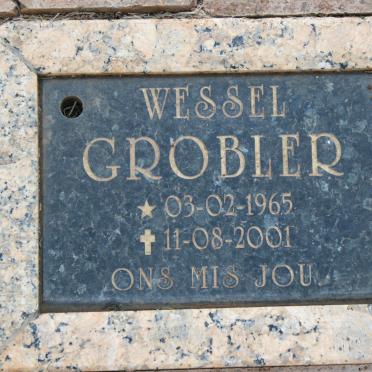 WESSEL
GROBLER
★ 03-02-1965
✝ 11-08-2001
ONS MIS JOU.